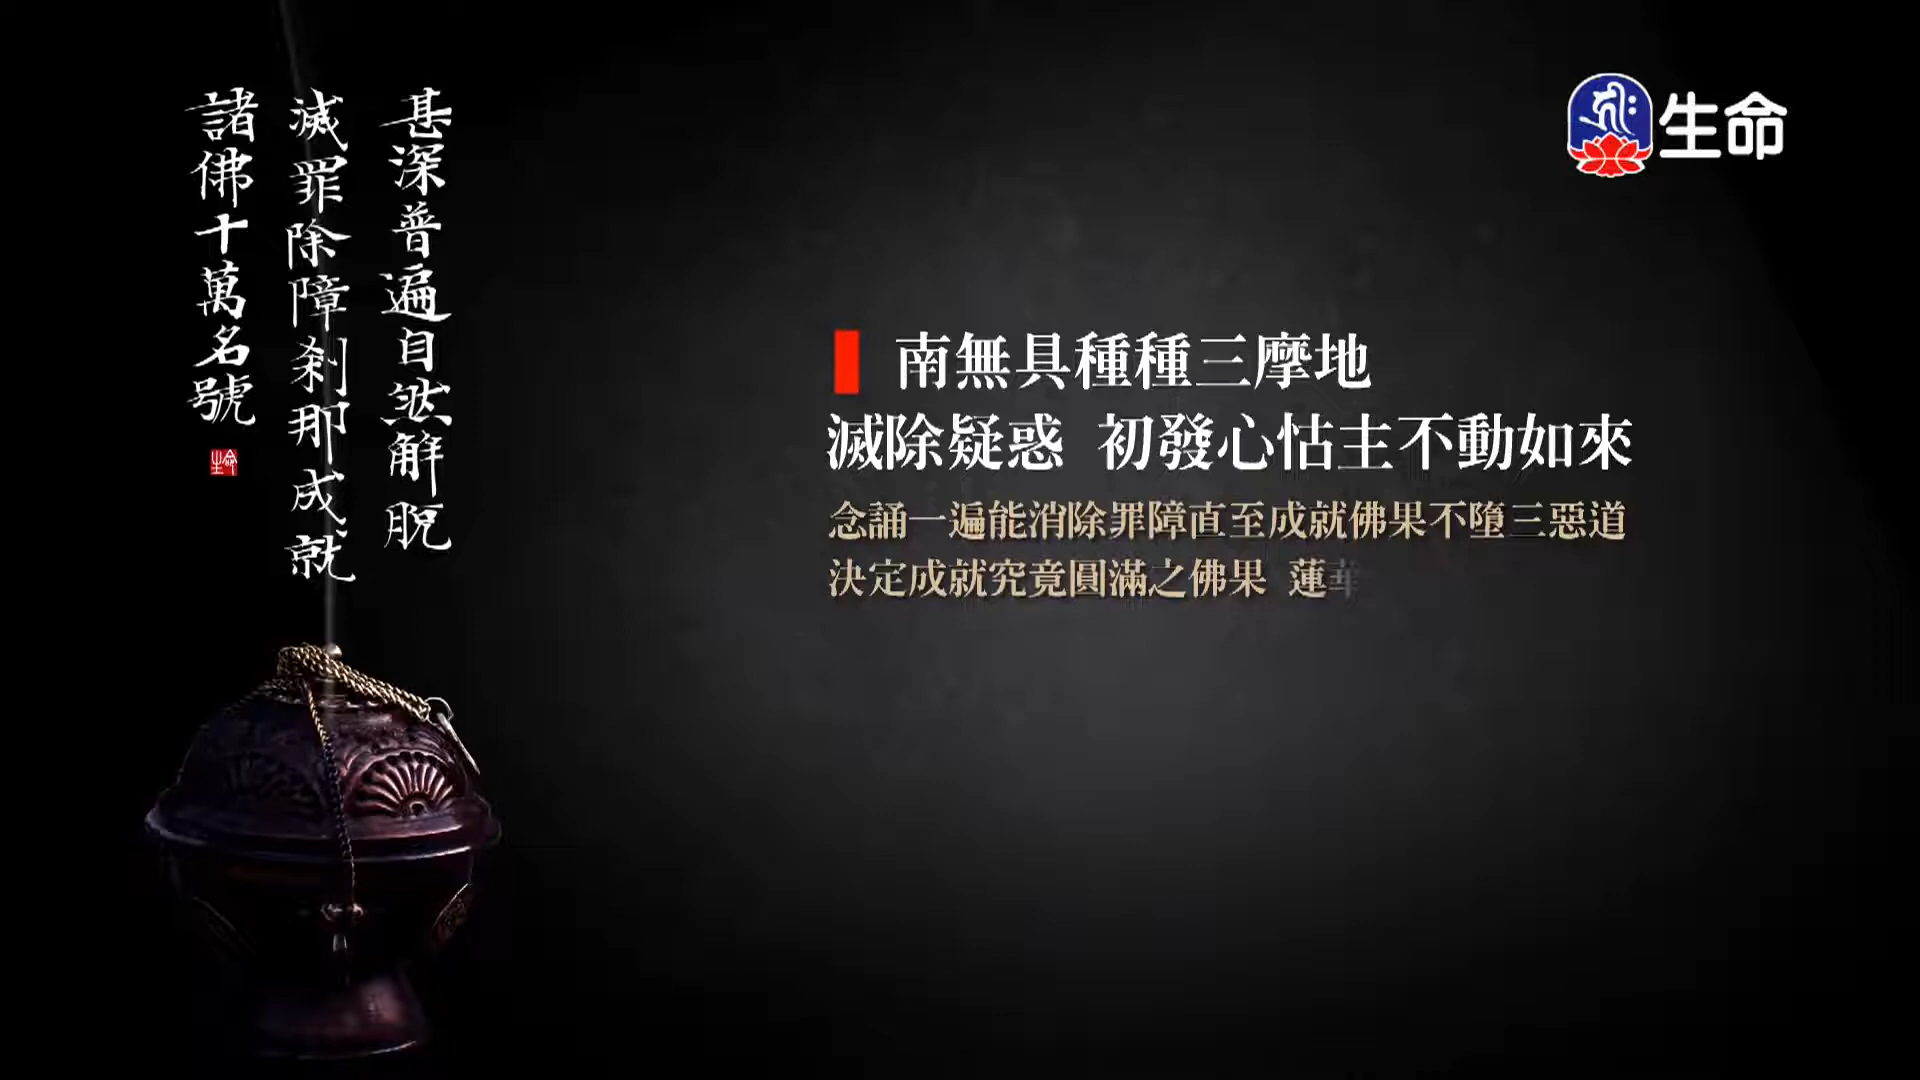 甚深普遍自然解脫
滅罪除障剎那成就
諸佛十萬名號
生命
生命
南無具種種三摩地
滅除疑惑 初發心怙主不動如來
念誦一遍能消除罪障直至成就佛果不墮三惡道
決定成就究竟圓滿之佛果 蓮華